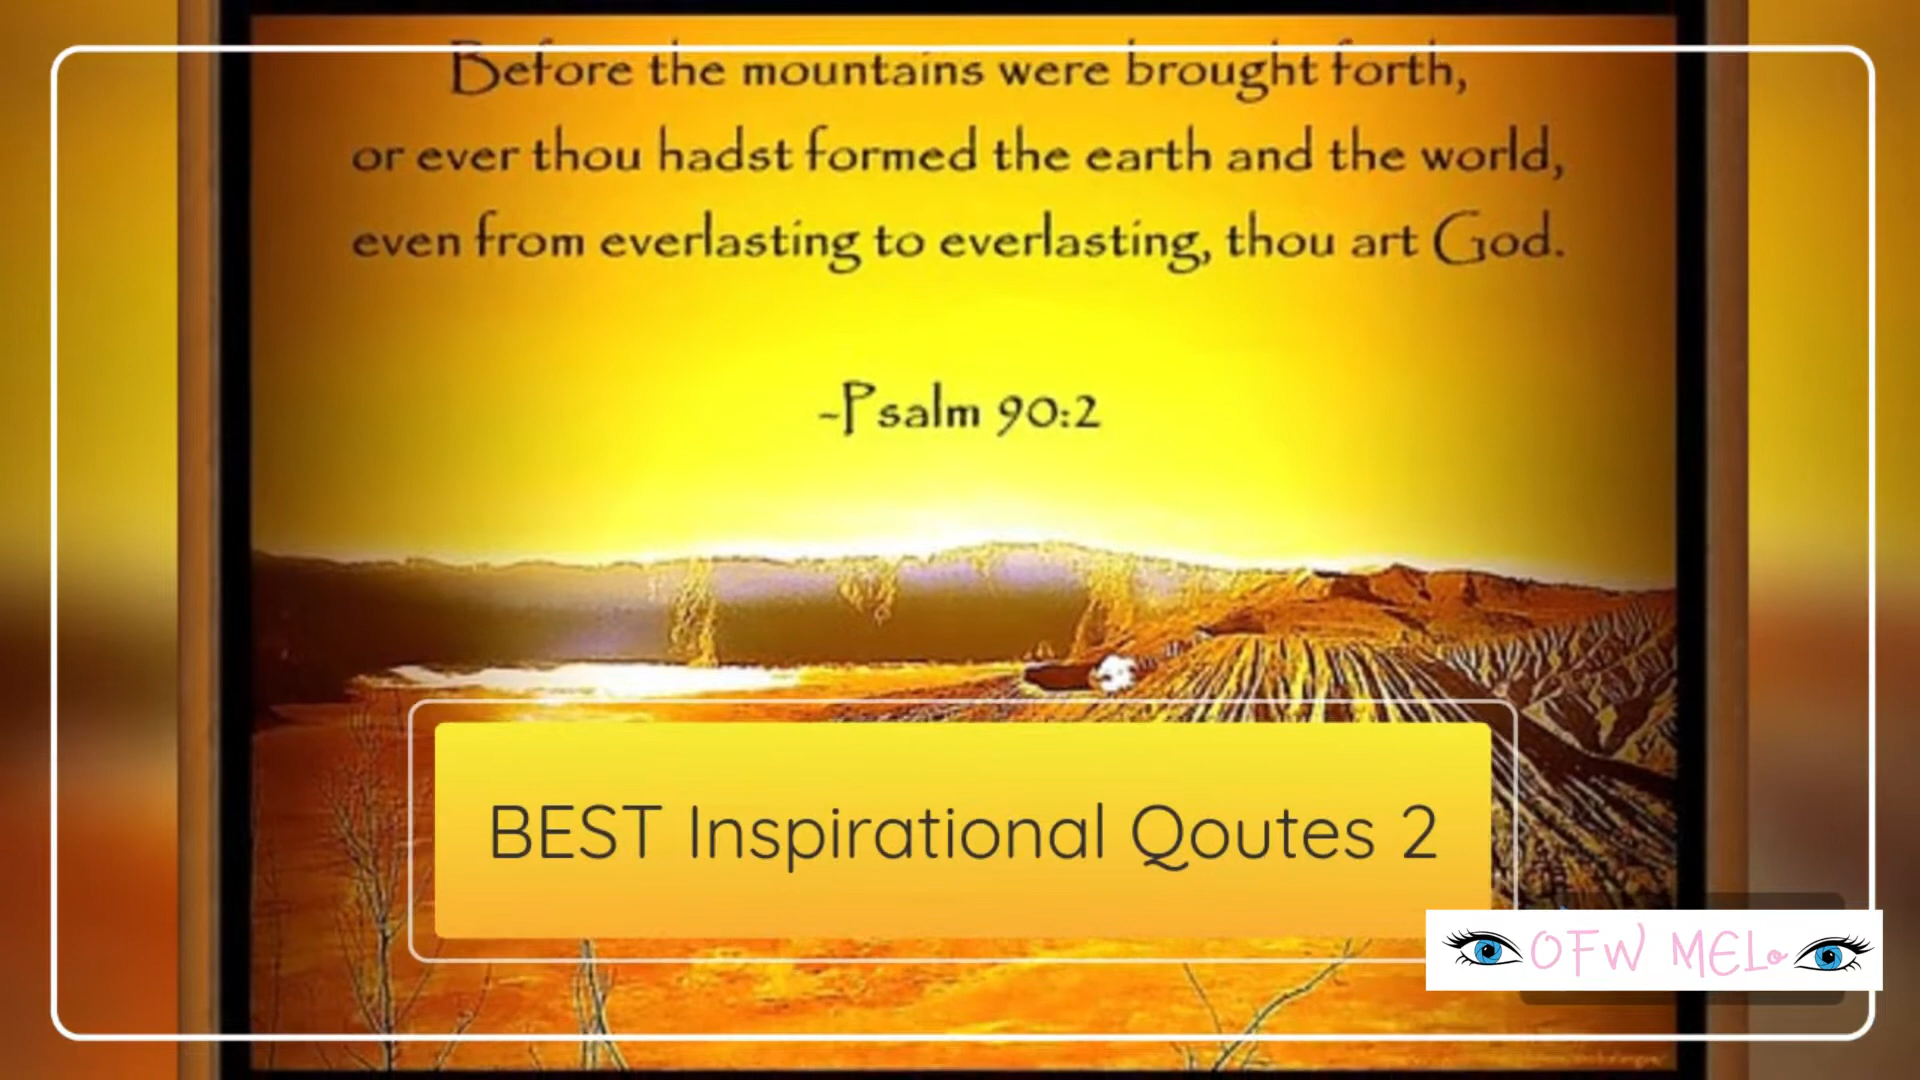 Before the mountains were brought forth,
or ever thou hadst formed the earth and the world,
even from everlasting to everlasting, thou art God.
-Psalm 90:2
BEST Inspirational Qoutes 2
OFW MELo